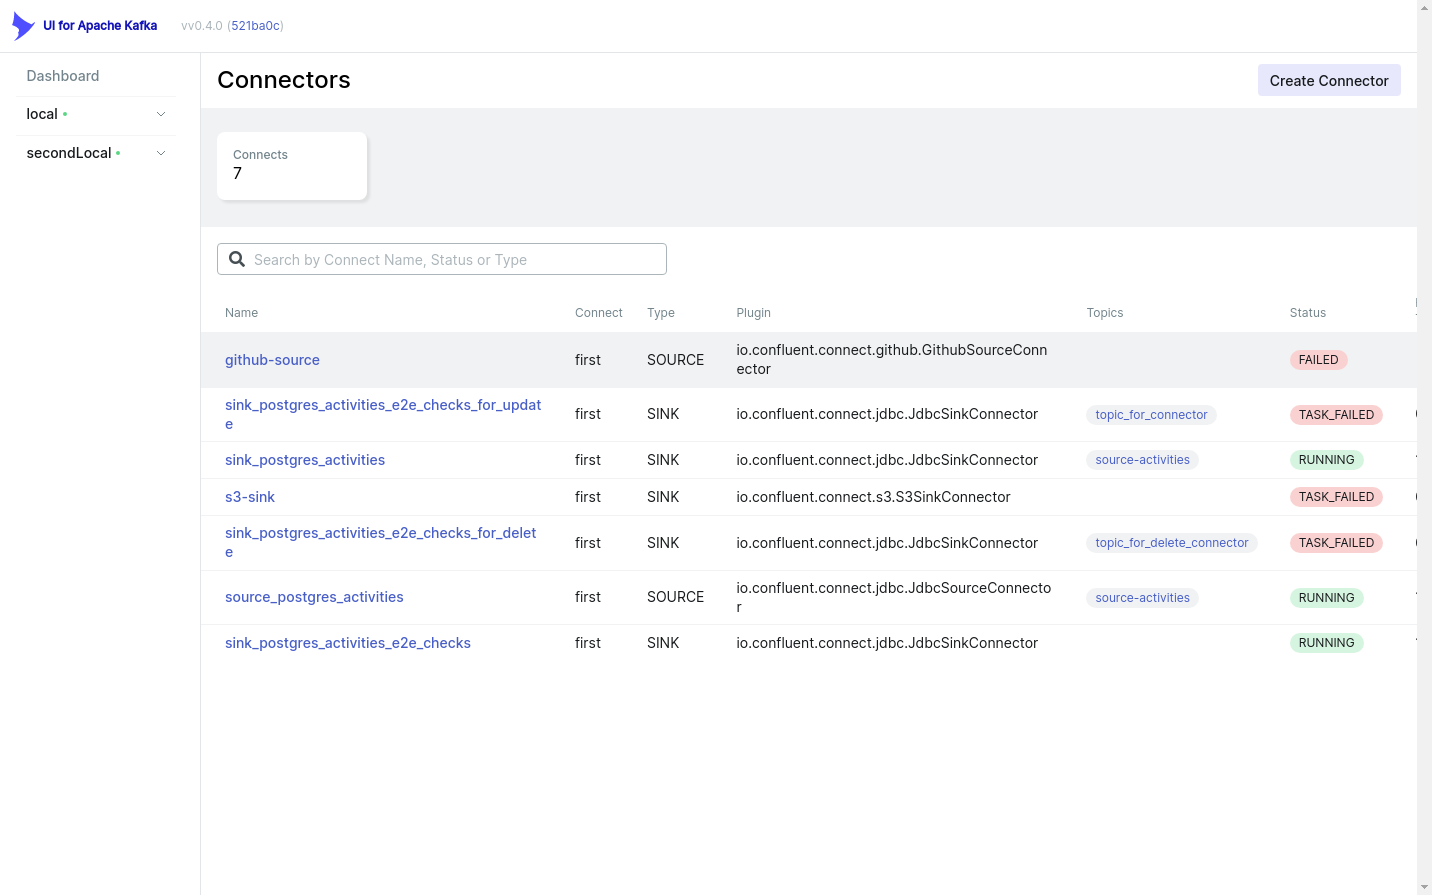 UI for Apache Kafka vv0.4.0 (521ba0c)
Dashboard
local
secondLocal
Connectors
Create Connector
Connects
7
Search by Connect Name, Status or Type
Name Connect Type Plugin Topics Status
github-source first SOURCE io.confluent.connect.github.GithubSourceConn
ector FAILED
sink_postgres_activities_e2e_checks_for_updat
e first SINK io.confluent.connect.jdbc.JdbcSinkConnector topic_for_connector TASK_FAILED
sink_postgres_activities first SINK io.confluent.connect.jdbc.JdbcSinkConnector source-activities RUNNING
s3-sink first SINK io.confluent.connect.s3.S3SinkConnector TASK_FAILED
sink_postgres_activities_e2e_checks_for_delet
e first SINK io.confluent.connect.jdbc.JdbcSinkConnector topic_for_delete_connector TASK_FAILED
source_postgres_activities first SOURCE io.confluent.connect.jdbc.JdbcSourceConnecto
r source-activities RUNNING
sink_postgres_activities_e2e_checks first SINK io.confluent.connect.jdbc.JdbcSinkConnector RUNNING